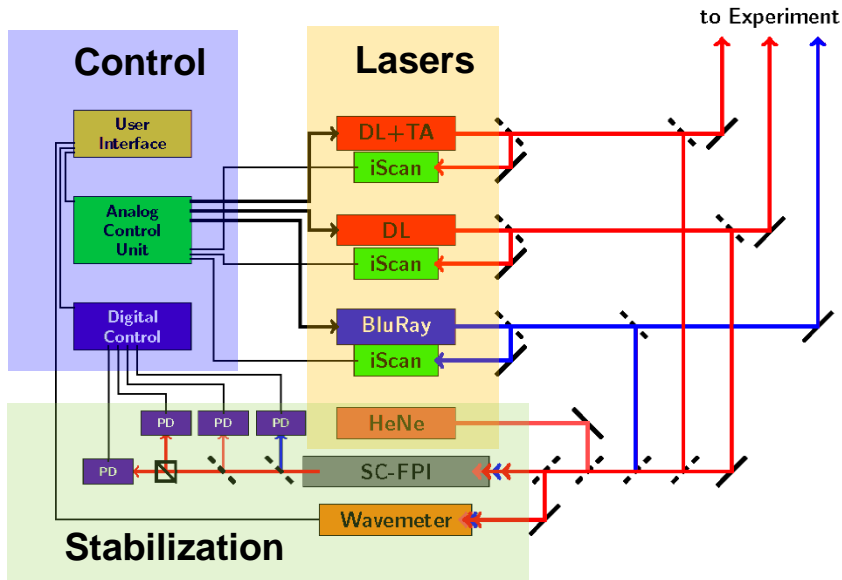 to Experiment
Control
Lasers
User
Interface
DL+TA
iScan
Analog
Control
Unit
DL
iScan
Digital
Control
BluRay
iScan
PD
PD
PD
HeNe
PD
SC-FPI
Wavemeter
Stabilization